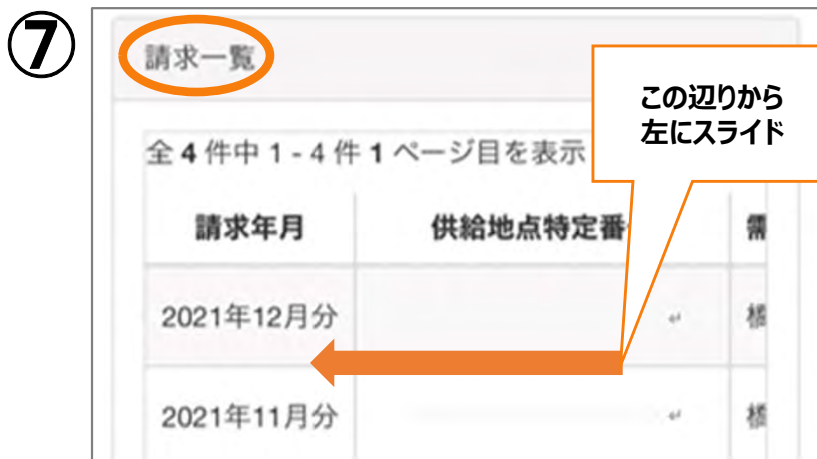 ⑦
請求一覧
この辺りから
左にスライド
全 4 件中 1 - 4 件 1 ページ目を表示
請求年月 供給地点特定番 需
2021年12月分
2021年11月分